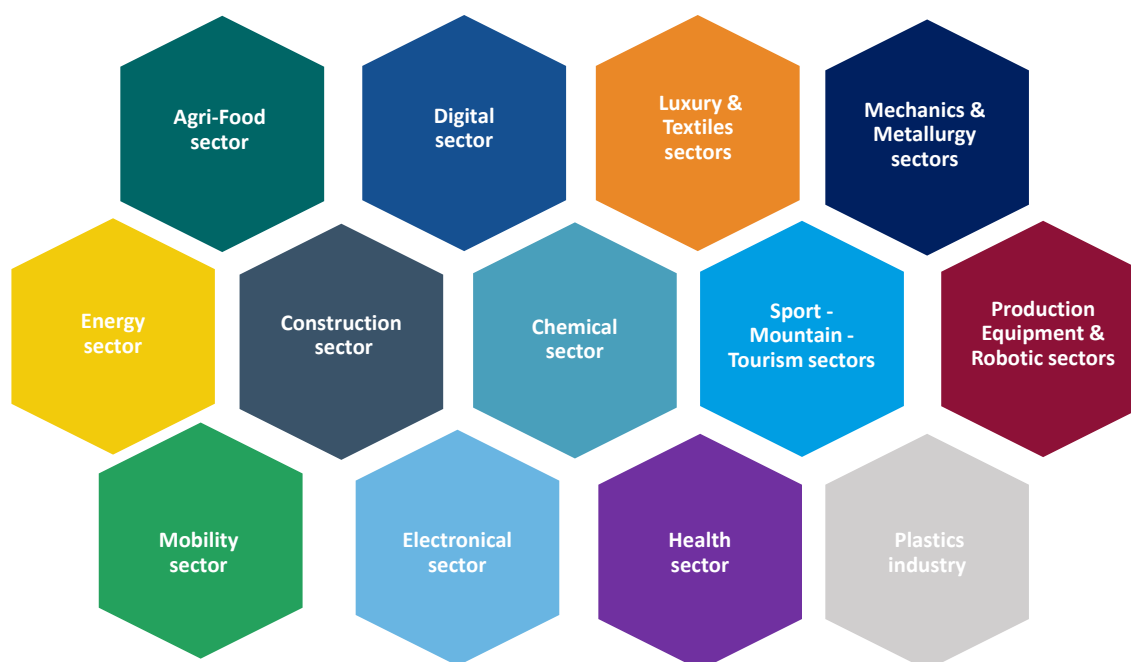 Agri-Food
sector
Digital
sector
Luxury &
Textiles
sectors
Mechanics &
Metallurgy
sectors
Energy
sector
Construction
sector
Chemical
sector
Sport -
Mountain -
Tourism sectors
Production
Equipment &
Robotic sectors
Mobility
sector
Electronical
sector
Health
sector
Plastics
industry